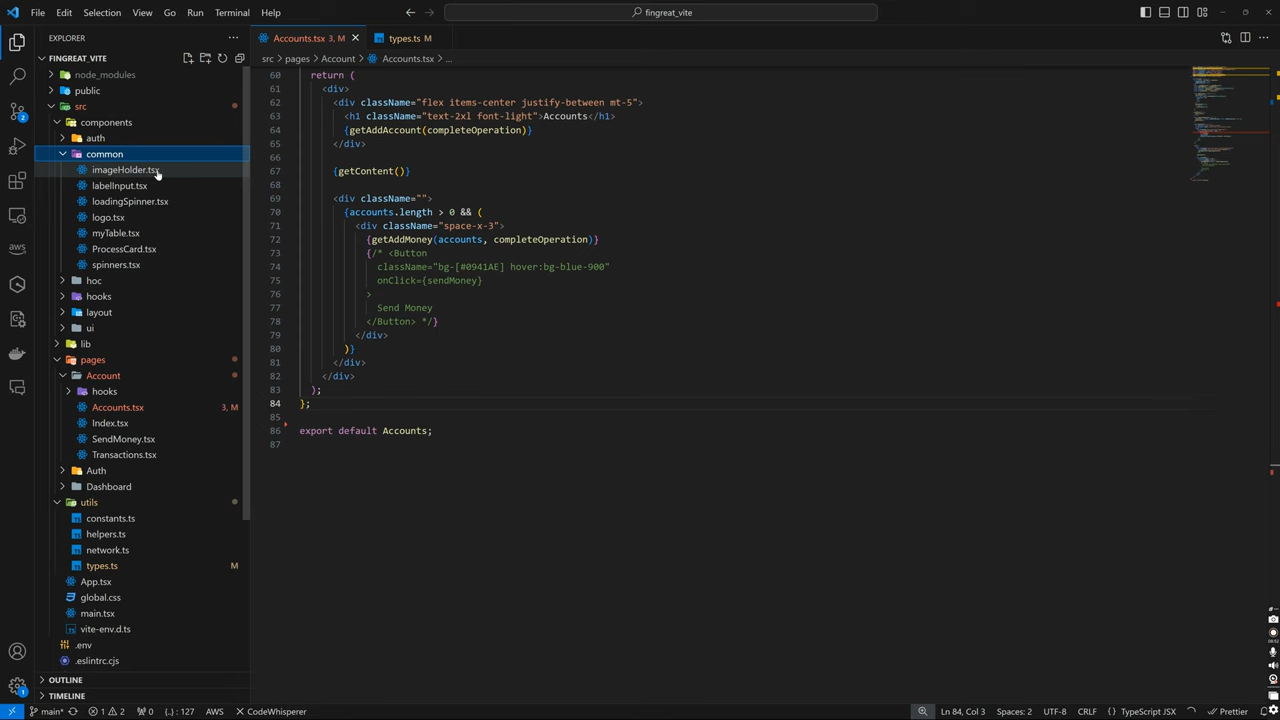 File Edit Selection View Go Run Terminal Help
fingreat_vite
EXPLORER
FINGREAT_VITE
node_modules
public
src
components
auth
common
imageHolder.tsx
labelInput.tsx
loadingSpinner.tsx
logo.tsx
myTable.tsx
ProcessCard.tsx
spinners.tsx
hoc
hooks
layout
ui
lib
pages
Account
hooks
Accounts.tsx 3, M
Index.tsx
SendMoney.tsx
Transactions.tsx
Auth
Dashboard
utils
constants.ts
helpers.ts
network.ts
types.ts M
App.tsx
global.css
main.tsx
vite-env.d.ts
.env
.eslintrc.cjs
OUTLINE
TIMELINE
Accounts.tsx 3, M
types.ts M
src > pages > Account > Accounts.tsx > ...
60 return (
61 <div>
62 <div className="flex items-center justify-between mt-5">
63 <h1 className="text-2xl font-light">Accounts</h1>
64 {getAddAccount(completeOperation)}
65 </div>
66
67 {getContent()}
68
69 <div className="">
70 {accounts.length > 0 && (
71 <div className="space-x-3">
72 {getAddMoney(accounts, completeOperation)}
73 {/* <Button
74 className="bg-[#0941AE] hover:bg-blue-900"
75 onClick={sendMoney}
76 >
77 Send Money
78 </Button> */}
79 </div>
80 )}
81 </div>
82 </div>
83 );
84 };
85
86 export default Accounts;
87
main* 1 2 0 : 127 AWS CodeWhisperer Ln 84, Col 3 Spaces: 2 UTF-8 CRLF TypeScript JSX Prettier